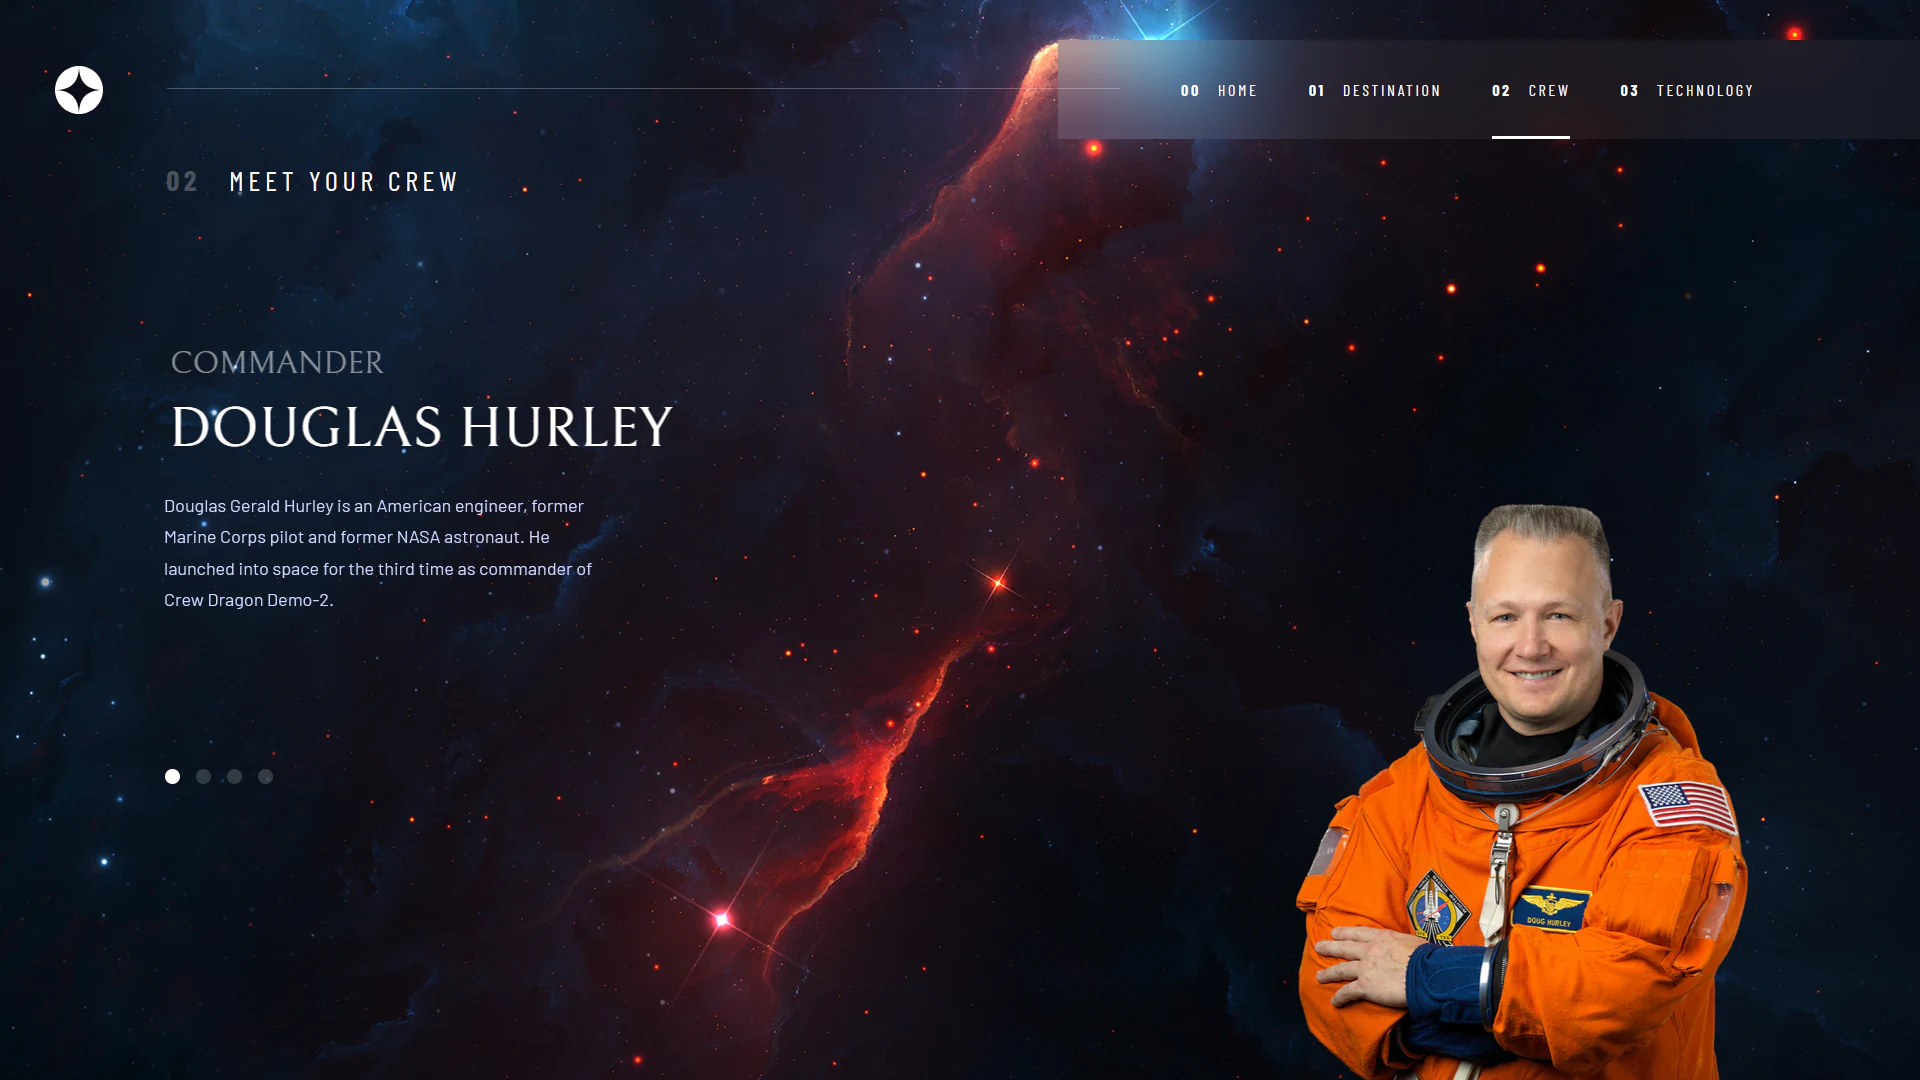 00 HOME 01 DESTINATION 02 CREW 03 TECHNOLOGY
02 MEET YOUR CREW
COMMANDER
DOUGLAS HURLEY
Douglas Gerald Hurley is an American engineer, former
Marine Corps pilot and former NASA astronaut. He
launched into space for the third time as commander of
Crew Dragon Demo-2.
DOUG HURLEY